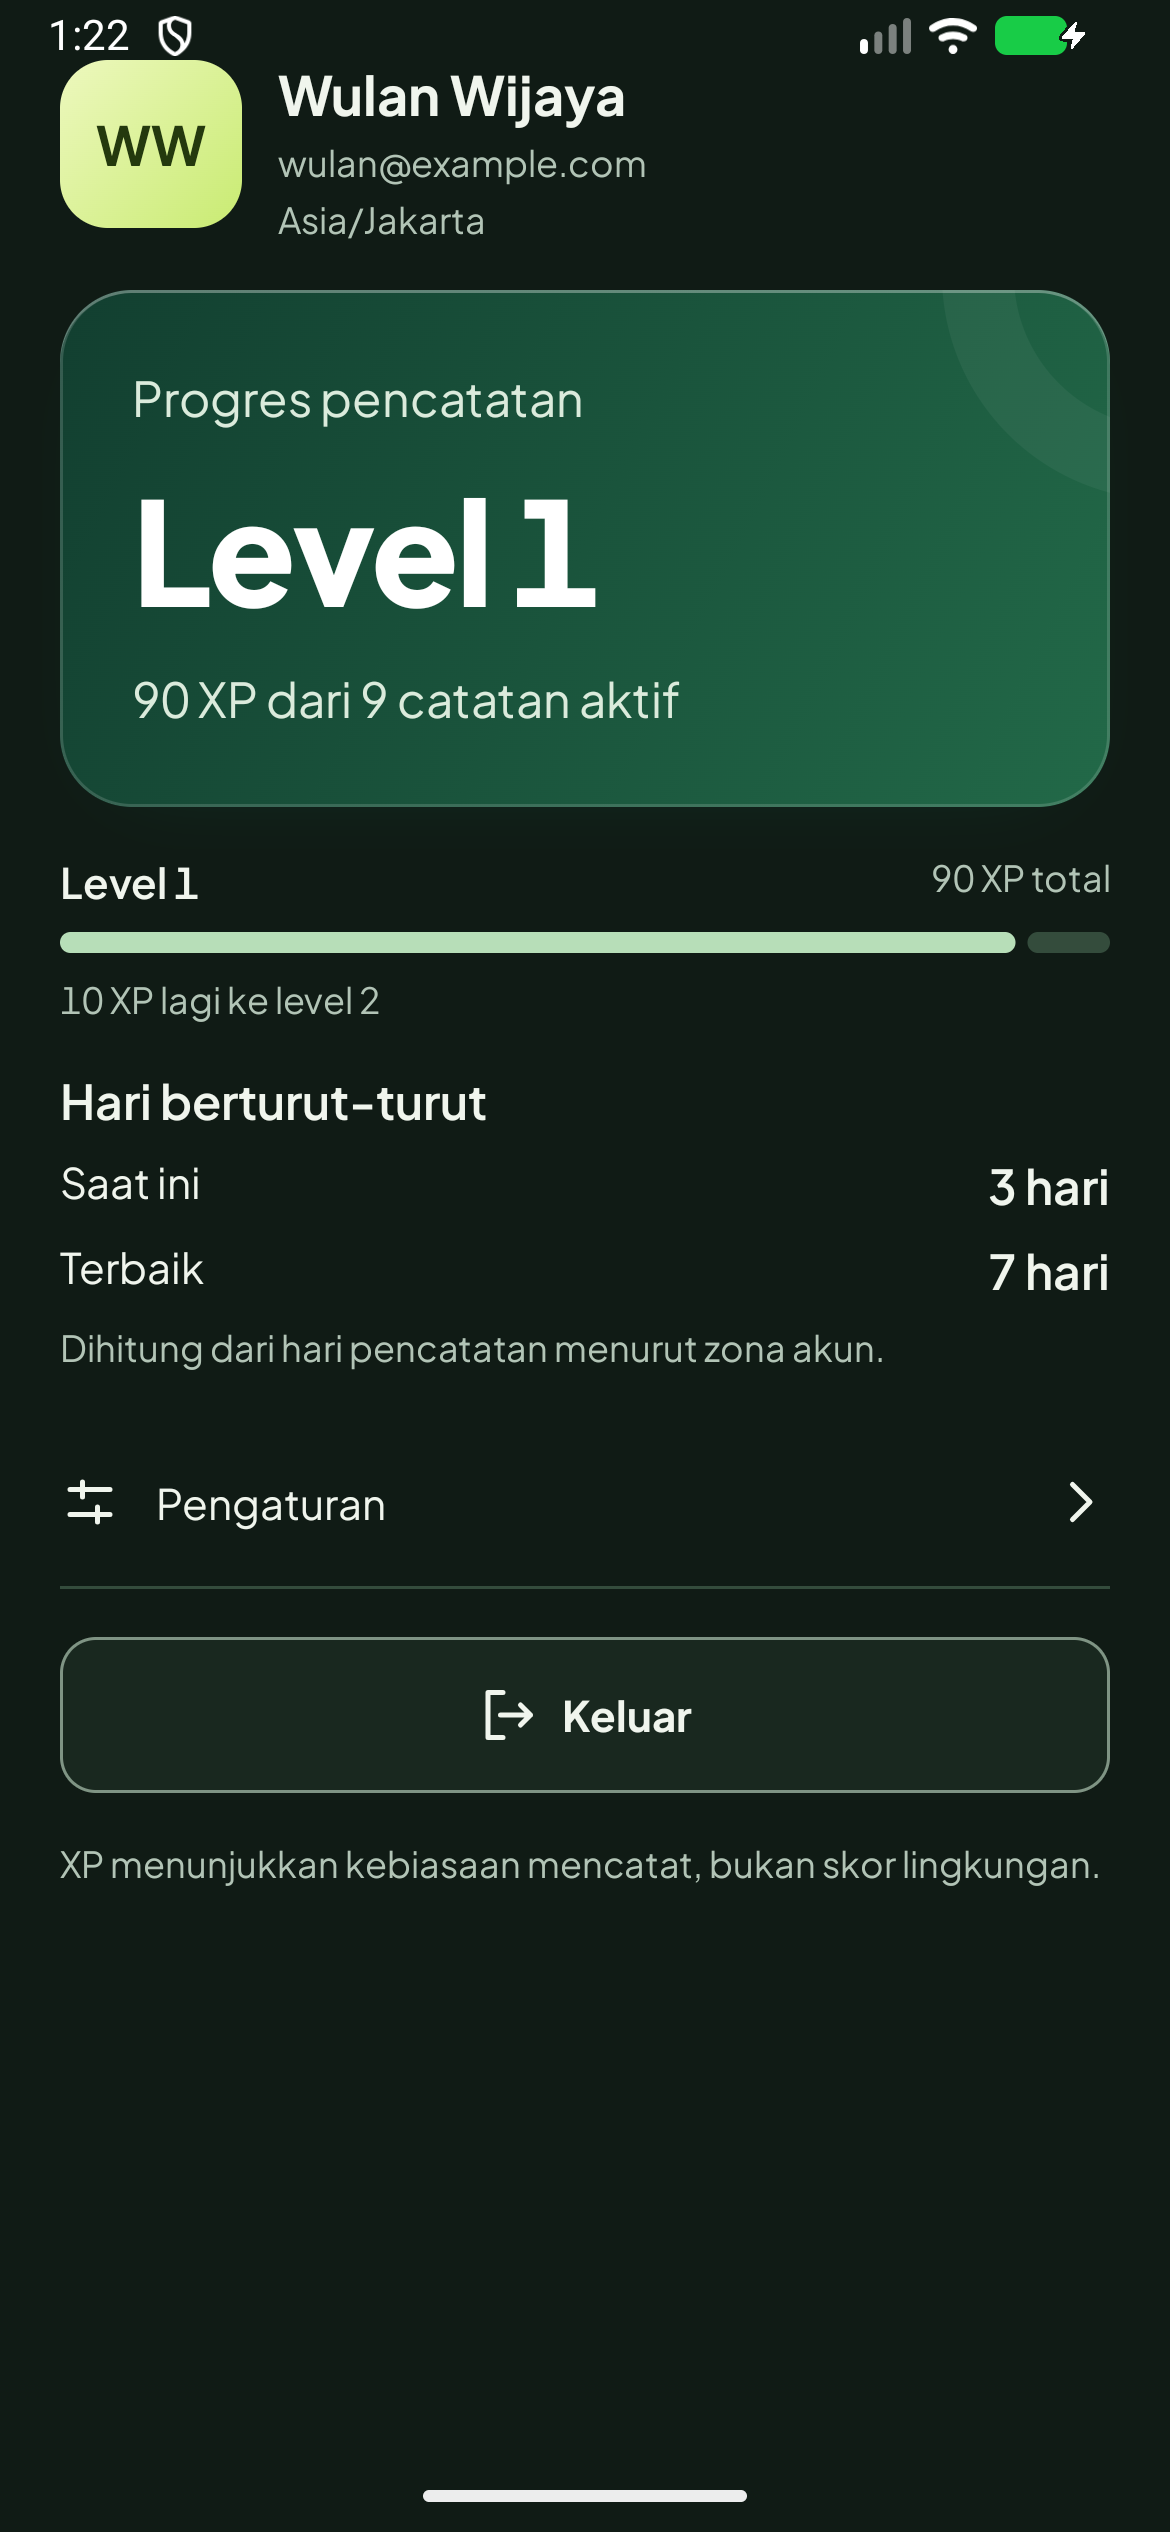 1:22
WW
Wulan Wijaya
wulan@example.com
Asia/Jakarta
Progres pencatatan
Level 1
90 XP dari 9 catatan aktif
Level 1
90 XP total
10 XP lagi ke level 2
Hari berturut-turut
Saat ini
3 hari
Terbaik
7 hari
Dihitung dari hari pencatatan menurut zona akun.
Pengaturan
Keluar
XP menunjukkan kebiasaan mencatat, bukan skor lingkungan.